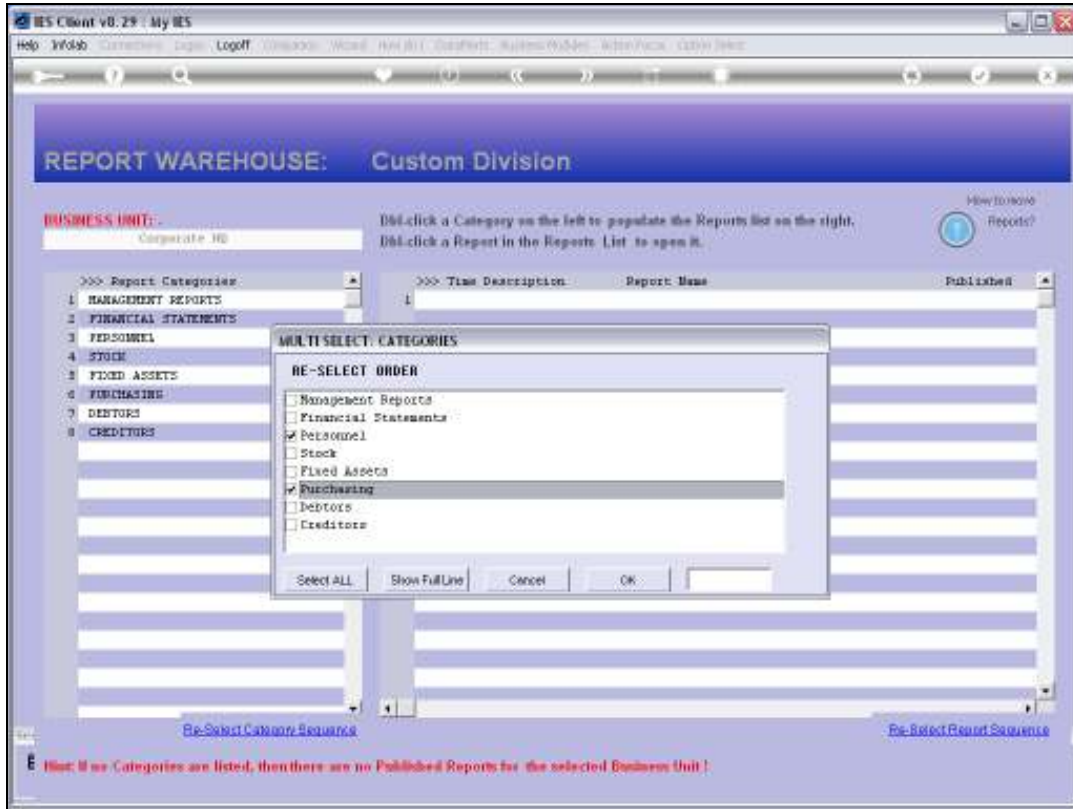 IES Client v8.29 : My IES
Help Infolab Logoff
REPORT WAREHOUSE: Custom Division
BUSINESS UNIT: .
Corporate HQ
Dbl-click a Category on the left to populate the Reports list on the right.
Dbl-click a Report in the Reports List to open it.
How to move
Reports?
>>> Report Categories
1 MANAGEMENT REPORTS
2 FINANCIAL STATEMENTS
3 PERSONNEL
4 STOCK
5 FIXED ASSETS
6 PURCHASING
7 DEBTORS
8 CREDITORS
>>> Time Description Report Name Published
1
MULTI SELECT: CATEGORIES
RE-SELECT ORDER
Management Reports
Financial Statements
Personnel
Stock
Fixed Assets
Purchasing
Debtors
Creditors
Select ALL Show Full Line Cancel OK
Re-Select Category Sequence Re-Select Report Sequence
Hint: If no Categories are listed, then there are no Published Reports for the selected Business Unit !